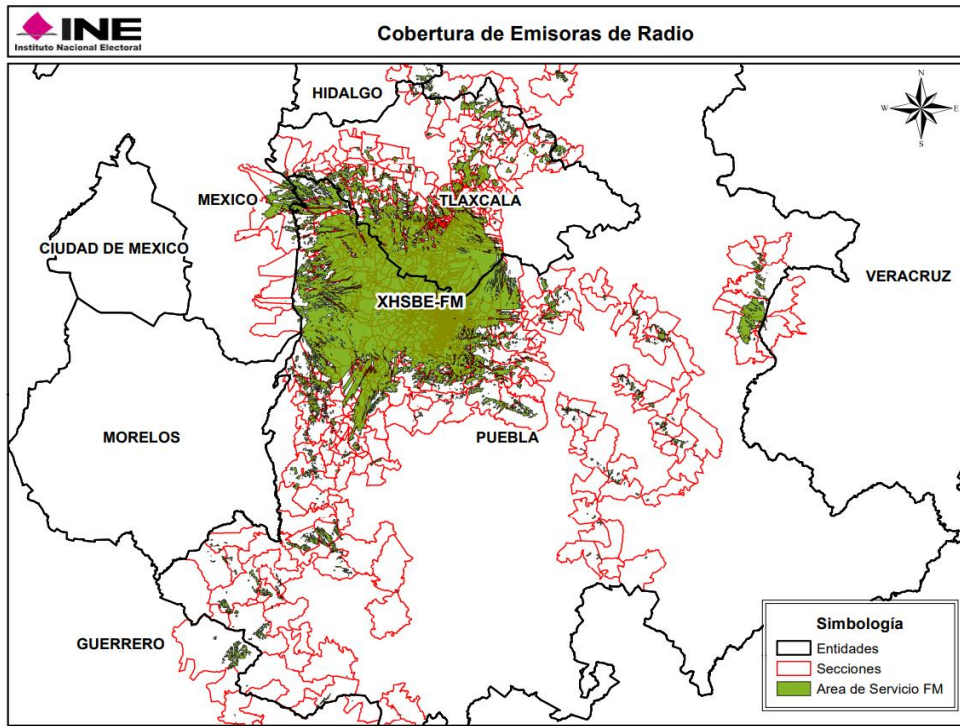 INE
Instituto Nacional Electoral
Cobertura de Emisoras de Radio
HIDALGO
N
W E
S
MEXICO
TLAXCALA
CIUDAD DE MEXICO
VERACRUZ
XHSBE-FM
MORELOS
PUEBLA
GUERRERO
Simbología
Entidades
Secciones
Area de Servicio FM